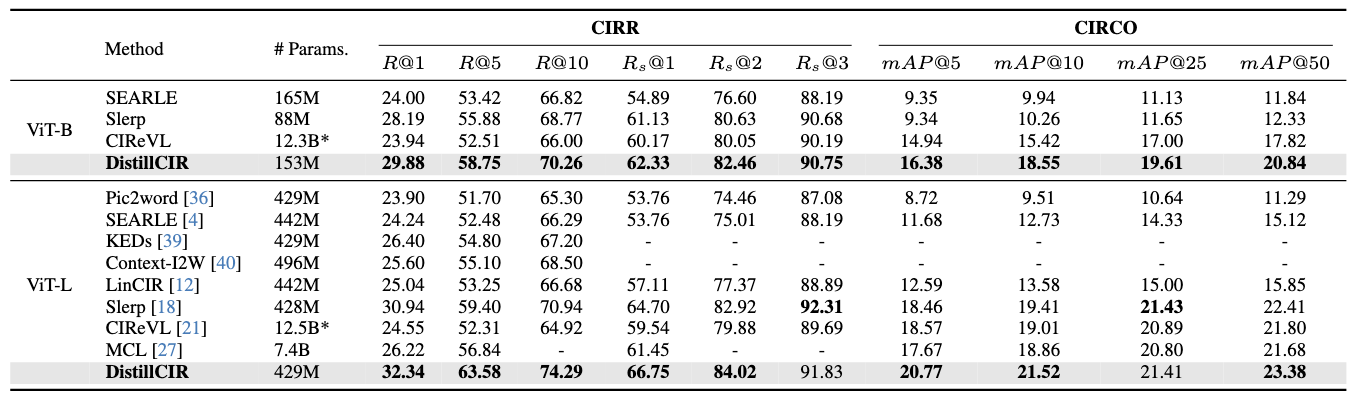 CIRR CIRCO
Method # Params.
R@1 R@5 R@10 Rs@1 Rs@2 Rs@3 mAP@5 mAP@10 mAP@25 mAP@50
SEARLE 165M 24.00 53.42 66.82 54.89 76.60 88.19 9.35 9.94 11.13 11.84
Slerp 88M 28.19 55.88 68.77 61.13 80.63 90.68 9.34 10.26 11.65 12.33
ViT-B
CIReVL 12.3B* 23.94 52.51 66.00 60.17 80.05 90.19 14.94 15.42 17.00 17.82
DistillCIR 153M 29.88 58.75 70.26 62.33 82.46 90.75 16.38 18.55 19.61 20.84
Pic2word [36] 429M 23.90 51.70 65.30 53.76 74.46 87.08 8.72 9.51 10.64 11.29
SEARLE [4] 442M 24.24 52.48 66.29 53.76 75.01 88.19 11.68 12.73 14.33 15.12
KEDs [39] 429M 26.40 54.80 67.20 - - - - - - -
Context-I2W [40] 496M 25.60 55.10 68.50 - - - - - - -
ViT-L LinCIR [12] 442M 25.04 53.25 66.68 57.11 77.37 88.89 12.59 13.58 15.00 15.85
Slerp [18] 428M 30.94 59.40 70.94 64.70 82.92 92.31 18.46 19.41 21.43 22.41
CIReVL [21] 12.5B* 24.55 52.31 64.92 59.54 79.88 89.69 18.57 19.01 20.89 21.80
MCL [27] 7.4B 26.22 56.84 - 61.45 - - 17.67 18.86 20.80 21.68
DistillCIR 429M 32.34 63.58 74.29 66.75 84.02 91.83 20.77 21.52 21.41 23.38